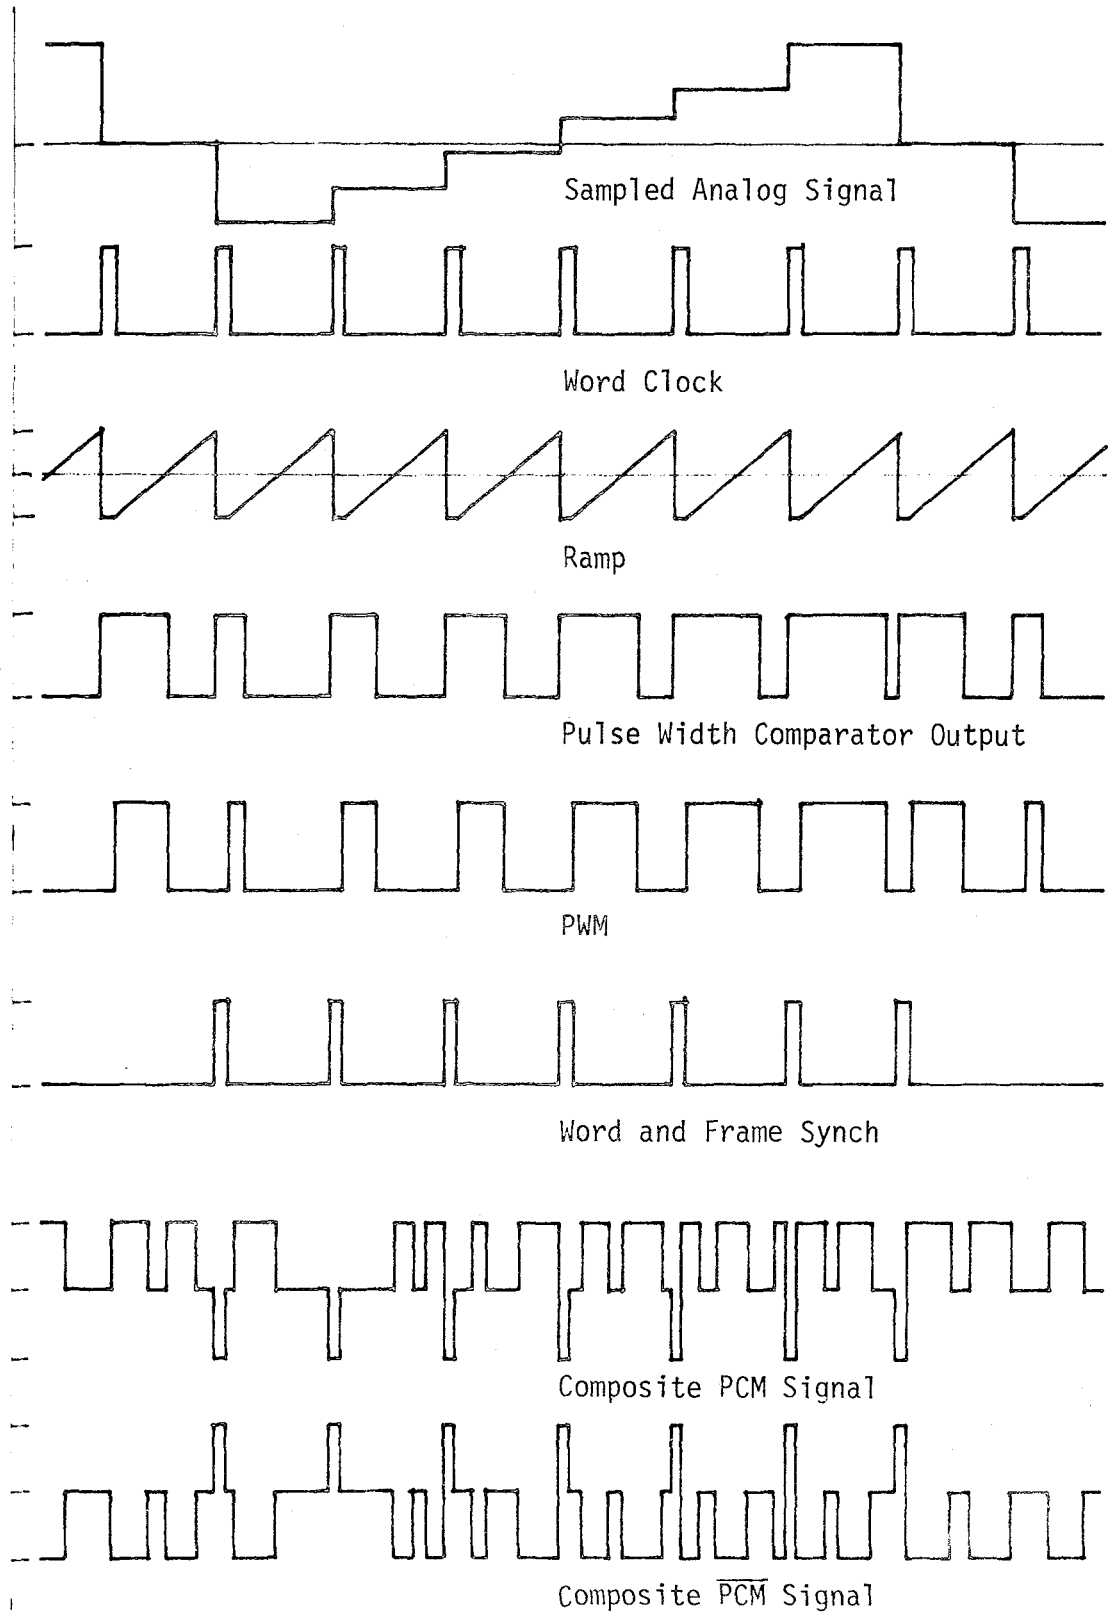 Sampled Analog Signal
Word Clock
Ramp
Pulse Width Comparator Output
PWM
Word and Frame Synch
Composite PCM Signal
Composite P̅C̅M̅ Signal